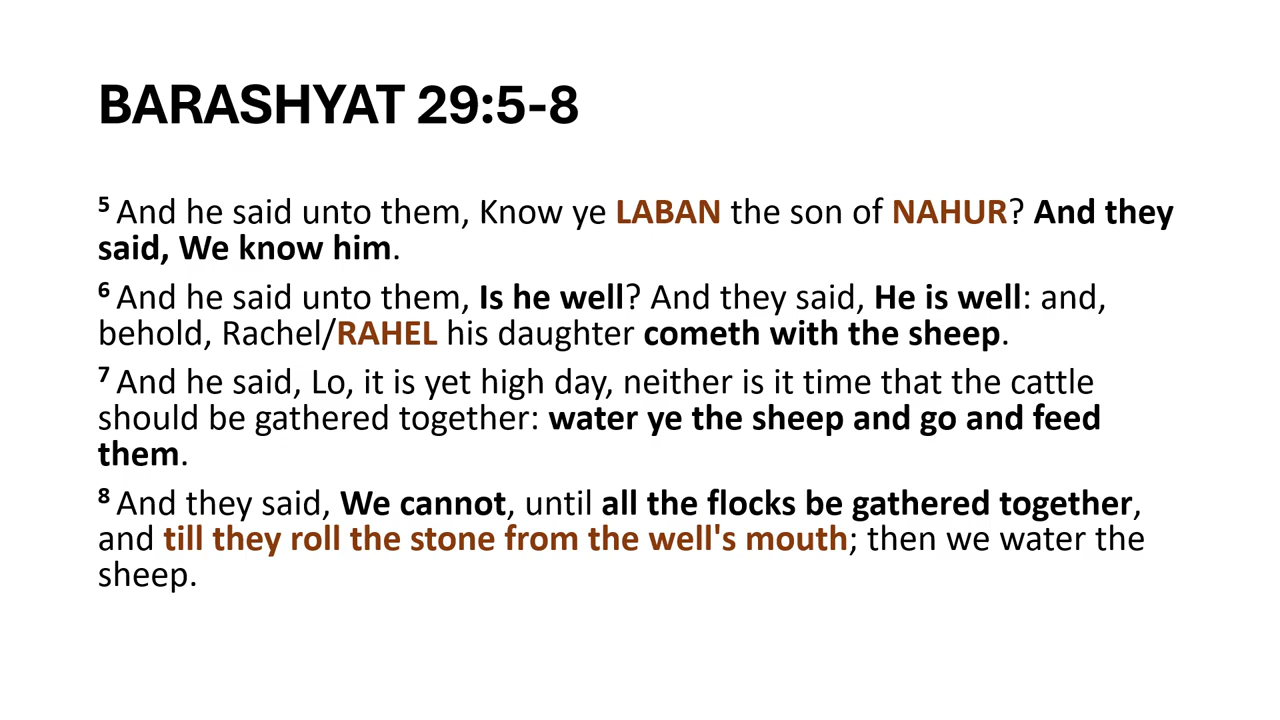 BARASHYAT 29:5-8
5 And he said unto them, Know ye LABAN the son of NAHUR? And they
said, We know him.
6 And he said unto them, Is he well? And they said, He is well: and,
behold, Rachel/RAHEL his daughter cometh with the sheep.
7 And he said, Lo, it is yet high day, neither is it time that the cattle
should be gathered together: water ye the sheep and go and feed
them.
8 And they said, We cannot, until all the flocks be gathered together,
and till they roll the stone from the well's mouth; then we water the
sheep.